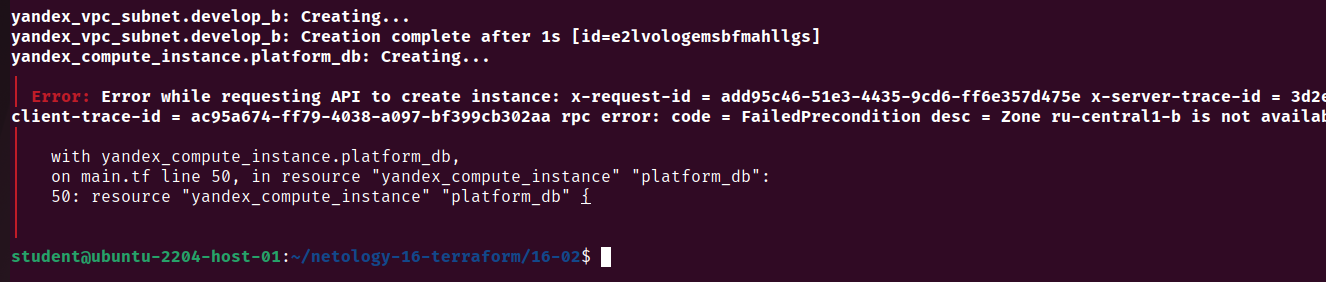 yandex_vpc_subnet.develop_b: Creating...
yandex_vpc_subnet.develop_b: Creation complete after 1s [id=e2lvologemsbfmahllgs]
yandex_compute_instance.platform_db: Creating...
Error: Error while requesting API to create instance: x-request-id = add95c46-51e3-4435-9cd6-ff6e357d475e x-server-trace-id = 3d2e
client-trace-id = ac95a674-ff79-4038-a097-bf399cb302aa rpc error: code = FailedPrecondition desc = Zone ru-central1-b is not availab
with yandex_compute_instance.platform_db,
on main.tf line 50, in resource "yandex_compute_instance" "platform_db":
50: resource "yandex_compute_instance" "platform_db" {
student@ubuntu-2204-host-01:~/netology-16-terraform/16-02$